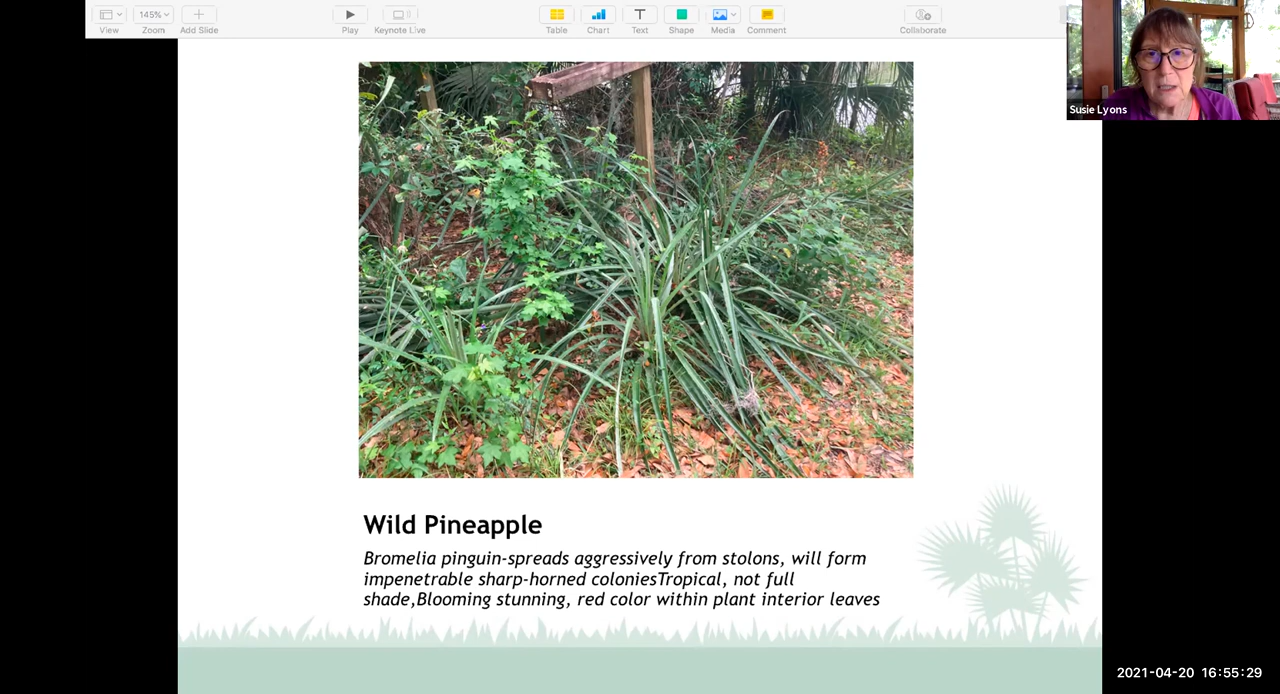 145%
View
Zoom
Add Slide
Play
Keynote Live
Table
Chart
Text
Shape
Media
Comment
Collaborate
Susie Lyons
Wild Pineapple
Bromelia pinguin-spreads aggressively from stolons, will form
impenetrable sharp-horned coloniesTropical, not full
shade,Blooming stunning, red color within plant interior leaves
2021-04-20 16:55:29